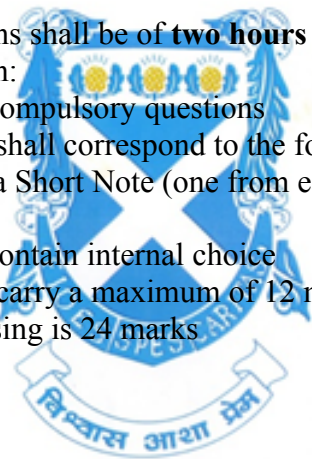 ns shall be of two hours
n:
ompulsory questions
shall correspond to the fo
a Short Note (one from e
ontain internal choice
carry a maximum of 12 m
sing is 24 marks
विश्वास आशा प्रेम